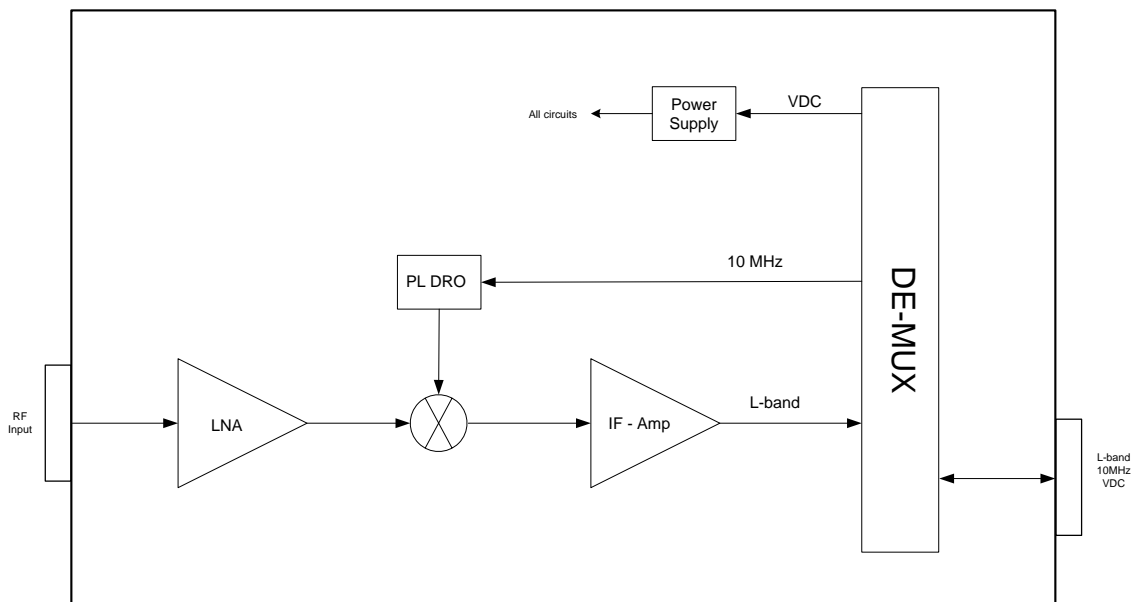 Power
Supply
VDC
All circuits
PL DRO
10 MHz
DE-MUX
RF
Input
LNA
IF - Amp
L-band
L-band
10MHz
VDC